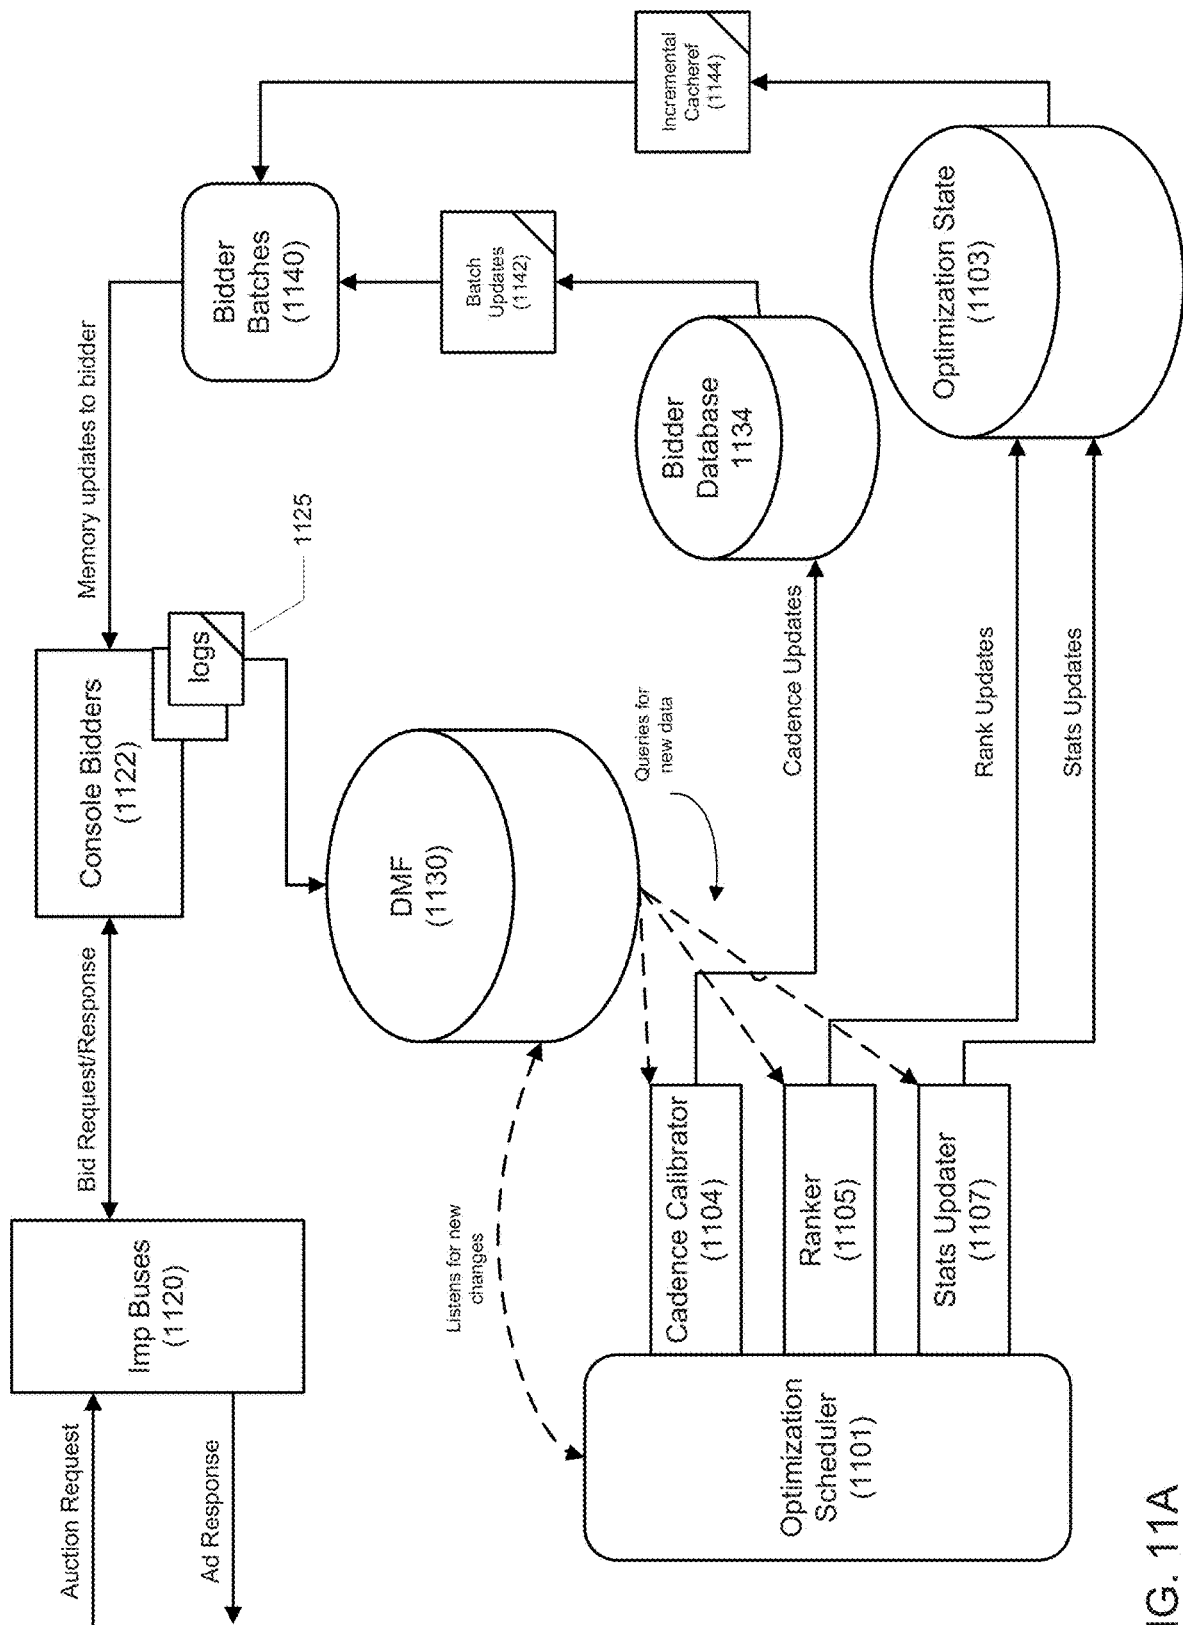 Auction Request
Ad Response
Imp Buses
(1120)
Bid Request/Response
Console Bidders
(1122)
logs
1125
Memory updates to bidder
Bidder
Batches
(1140)
Incremental
Cacheref
(1144)
Batch
Updates
(1142)
DMF
(1130)
Listens for new
changes
Queries for
new data
Bidder
Database
1134
Optimization State
(1103)
Cadence Updates
Rank Updates
Stats Updates
Optimization
Scheduler
(1101)
Cadence Calibrator
(1104)
Ranker
(1105)
Stats Updater
(1107)
IG. 11A